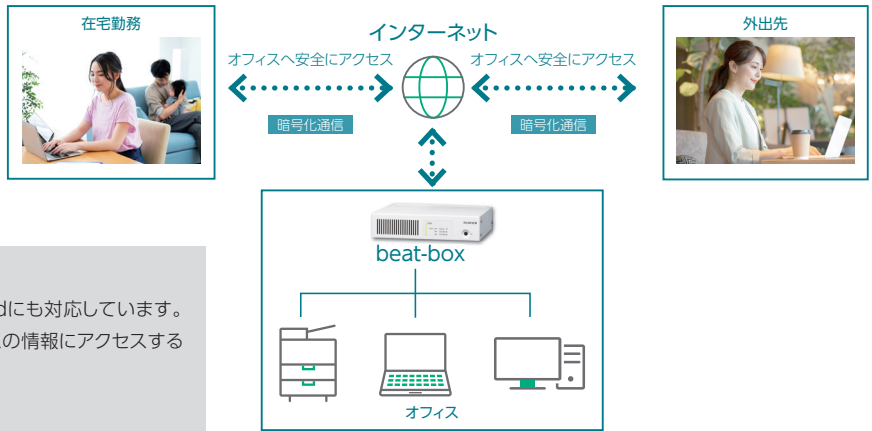 在宅勤務
インターネット
外出先
オフィスへ安全にアクセス
オフィスへ安全にアクセス
暗号化通信
暗号化通信
beat-box
dにも対応しています。
の情報にアクセスする
オフィス